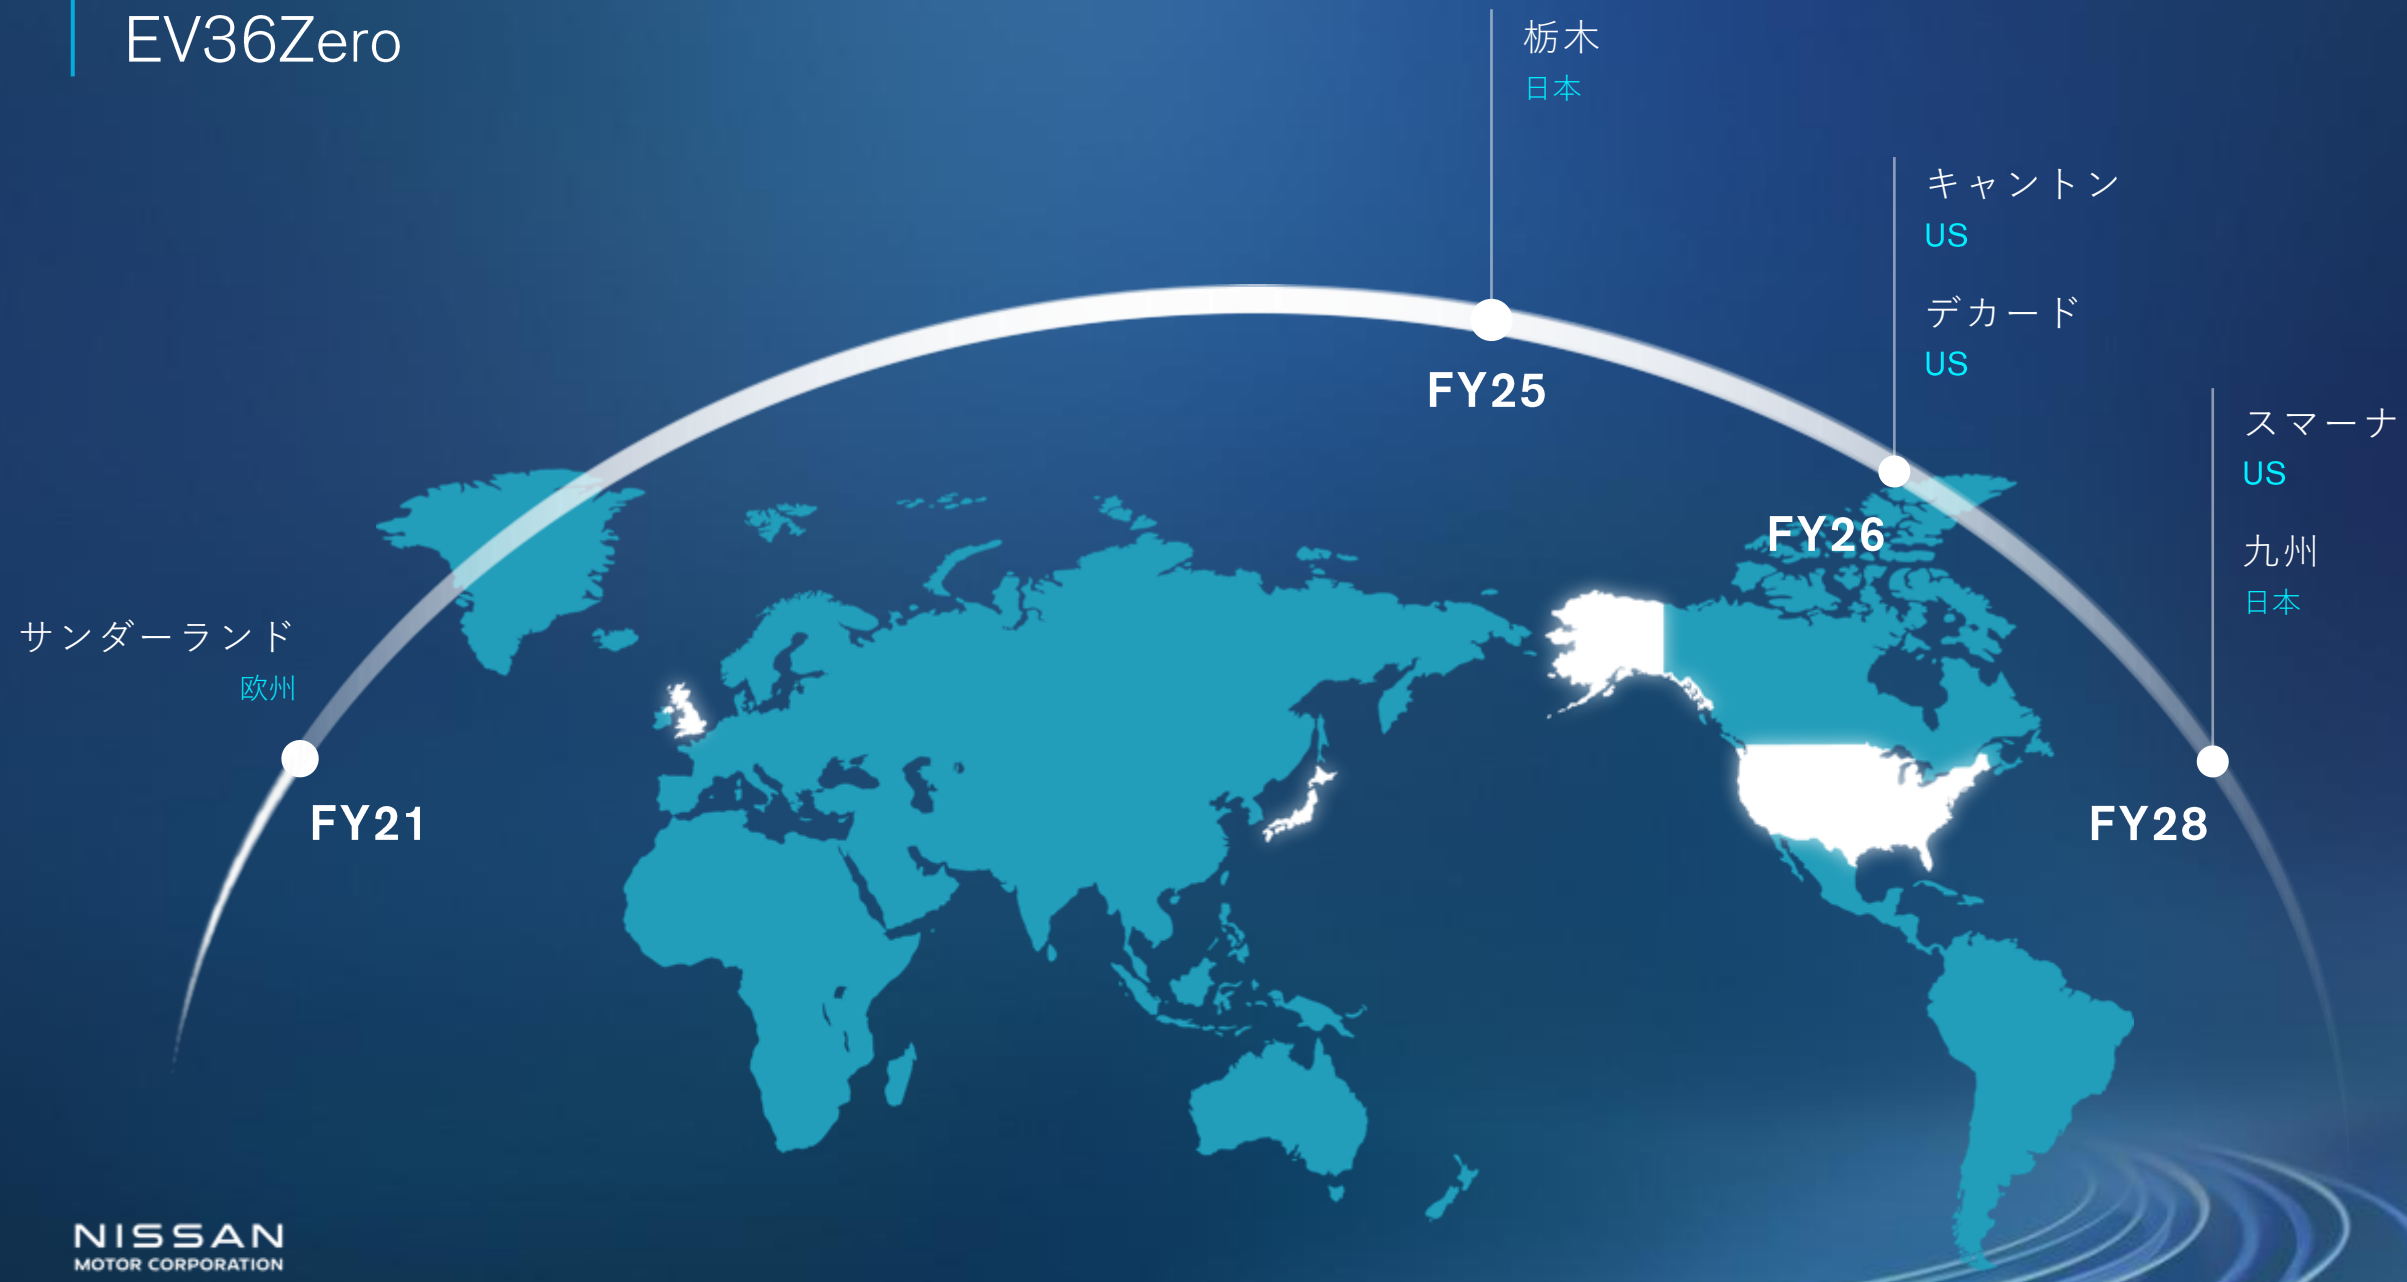 EV36Zero
栃木
日本
キャントン
US
デカード
US
スマーナ
US
九州
日本
サンダーランド
欧州
FY21
FY25
FY26
FY28
NISSAN
MOTOR CORPORATION